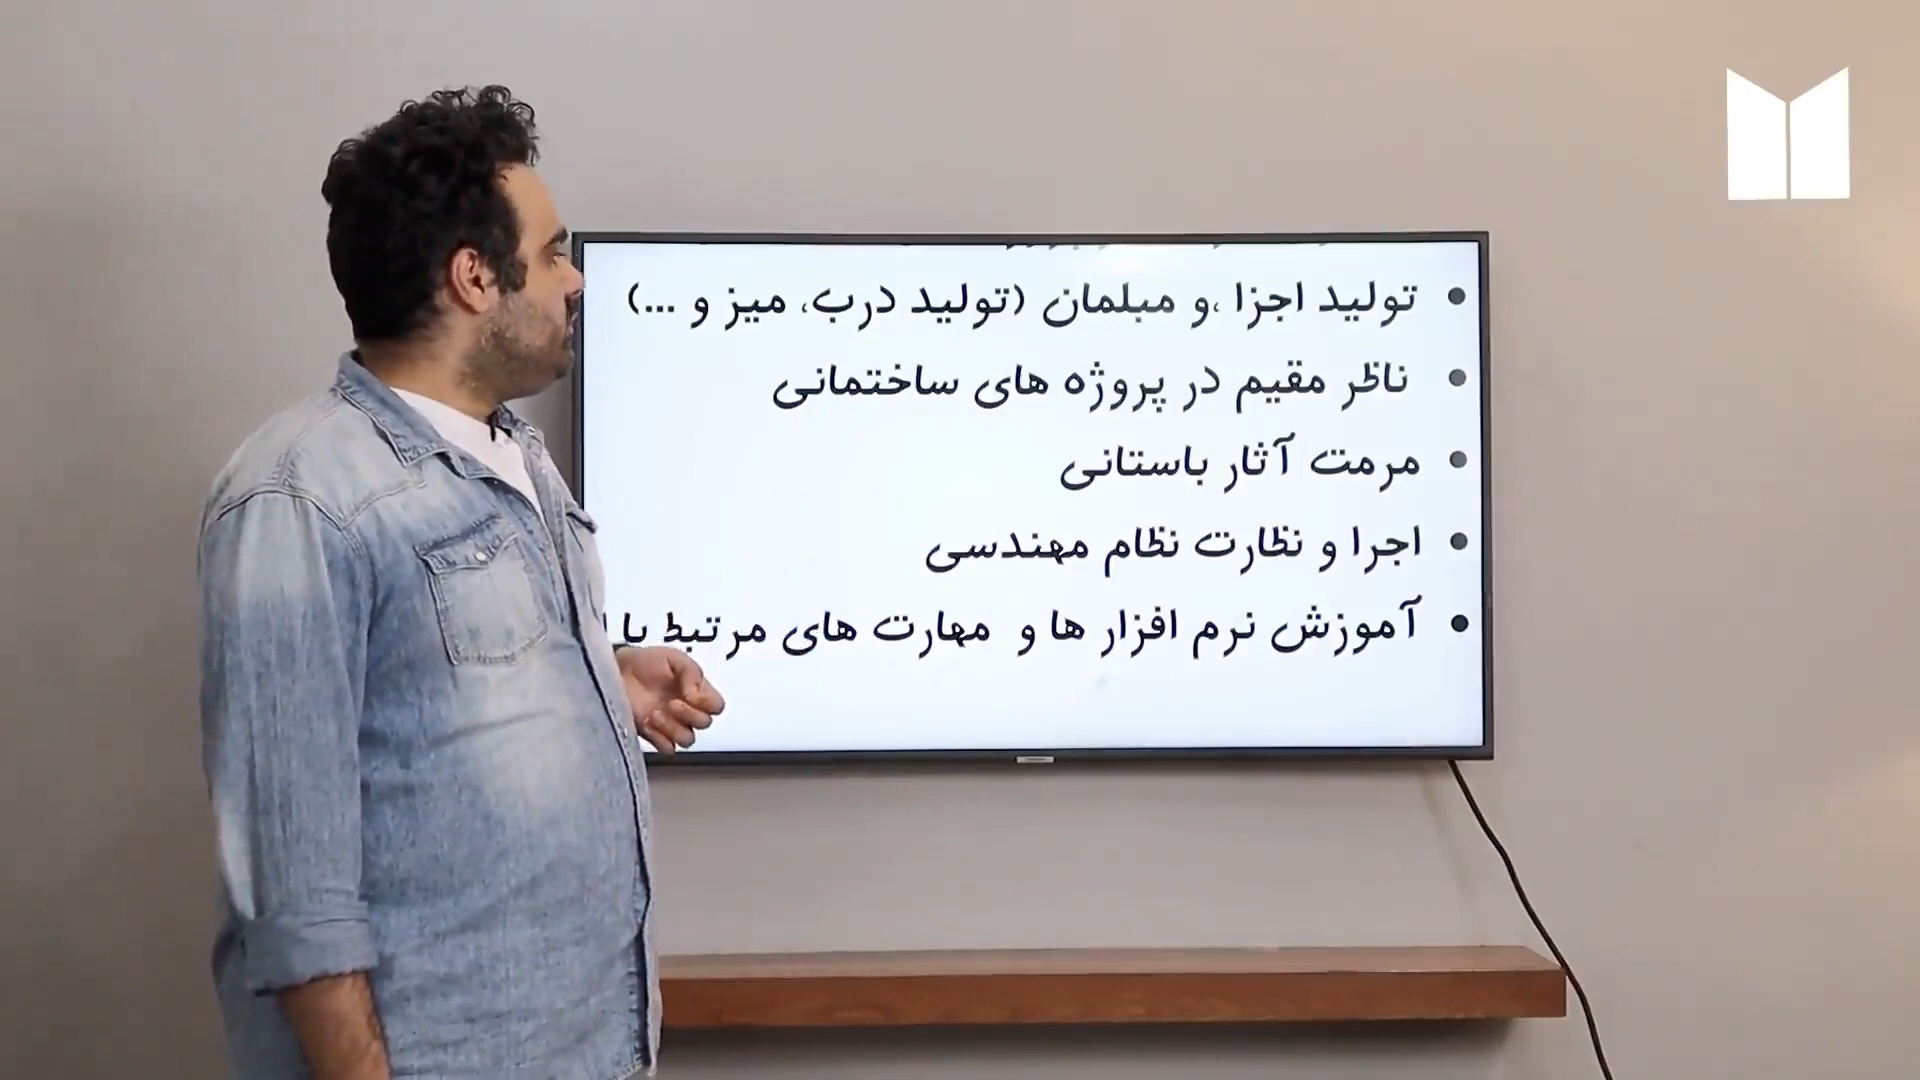 تولید اجزا ،و مبلمان (تولید درب، میز و ...)
ناظر مقیم در پروژه های ساختمانی
مرمت آثار باستانی
اجرا و نظارت نظام مهندسی
آموزش نرم افزار ها و مهارت های مرتبط با